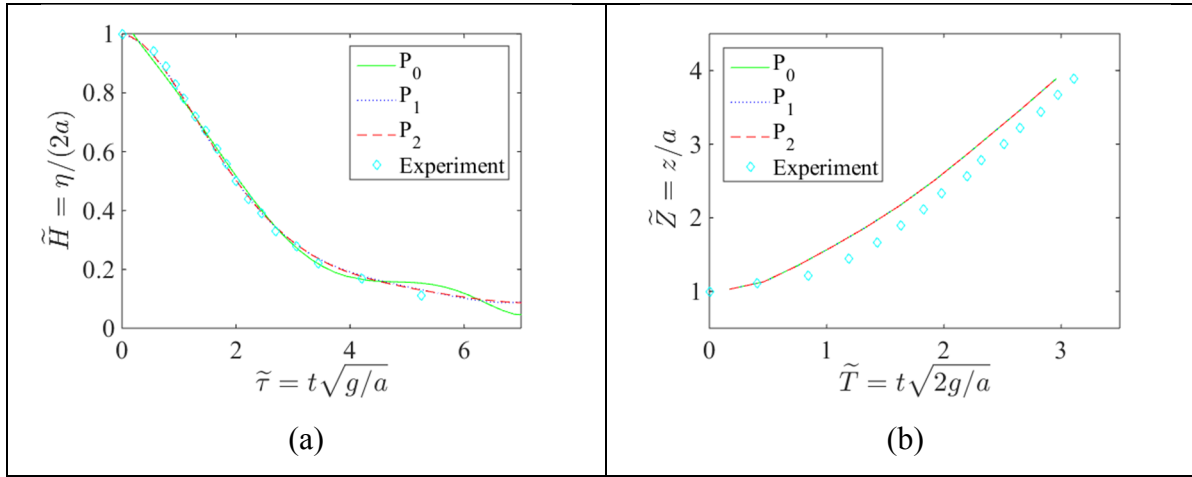 1
0.8
0.6
0.4
0.2
0
0 2 4 6
H̃ = η/(2a)
τ̃ = t√g/a
P₀
P₁
P₂
Experiment
(a)
4
3
2
1
0 1 2 3
Z̃ = z/a
T̃ = t√2g/a
P₀
P₁
P₂
Experiment
(b)